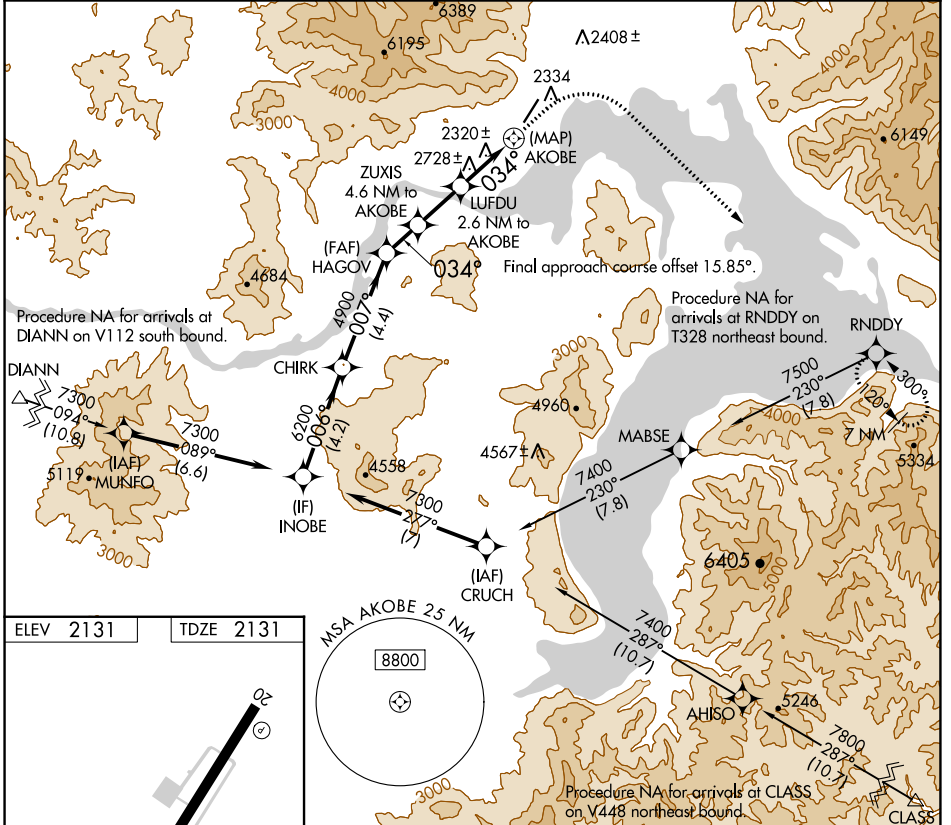 6389
6195
2408 ±
4000
4000
3000
2334
6149
2320 ±
2728 ±
(MAP)
AKOBE
034°
ZUXIS
4.6 NM to
AKOBE
LUFDU
2.6 NM to
AKOBE
(FAF)
HAGOV
034°
Final approach course offset 15.85°.
4684
4900
007°
(4.4)
Procedure NA for arrivals at
DIANN on V112 south bound.
Procedure NA for
arrivals at RNDDY on
T328 northeast bound.
RNDDY
DIANN
7300
094°
(10.8)
CHIRK
3000
7500
230°
(7.8)
300°
120°
7 NM
5334
4000
7300
089°
(6.6)
(IAF)
MUNFO
5119
3000
6200
006°
(4.2)
4960
4567±
MABSE
4558
7400
230°
(7.8)
(IF)
INOBE
7300
277°
(7)
(IAF)
CRUCH
6405
3000
ELEV 2131
TDZE 2131
MSA AKOBE 25 NM
8800
7400
287°
(10.7)
AHISO
5246
20
P
7800
287°
(10.7)
3000
Procedure NA for arrivals at CLASS
on V448 northeast bound.
CLASS